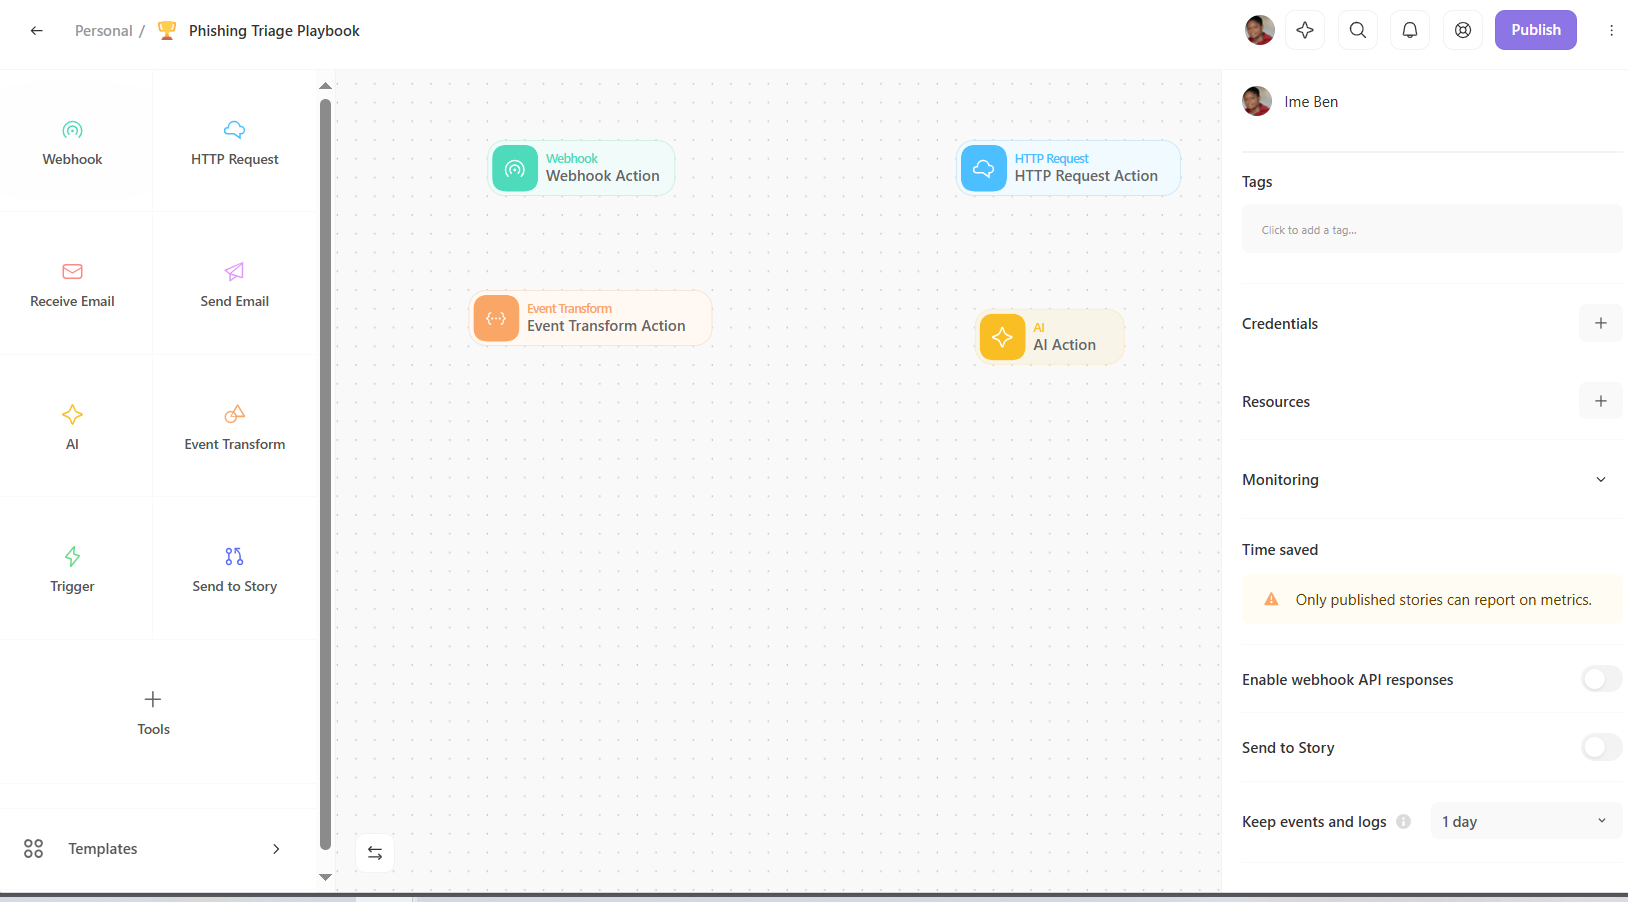 Personal / Phishing Triage Playbook
Publish
Webhook
HTTP Request
Receive Email
Send Email
AI
Event Transform
Trigger
Send to Story
Tools
Templates
Webhook
Webhook Action
HTTP Request
HTTP Request Action
Event Transform
Event Transform Action
AI
AI Action
Ime Ben
Tags
Click to add a tag...
Credentials
Resources
Monitoring
Time saved
Only published stories can report on metrics.
Enable webhook API responses
Send to Story
Keep events and logs
1 day